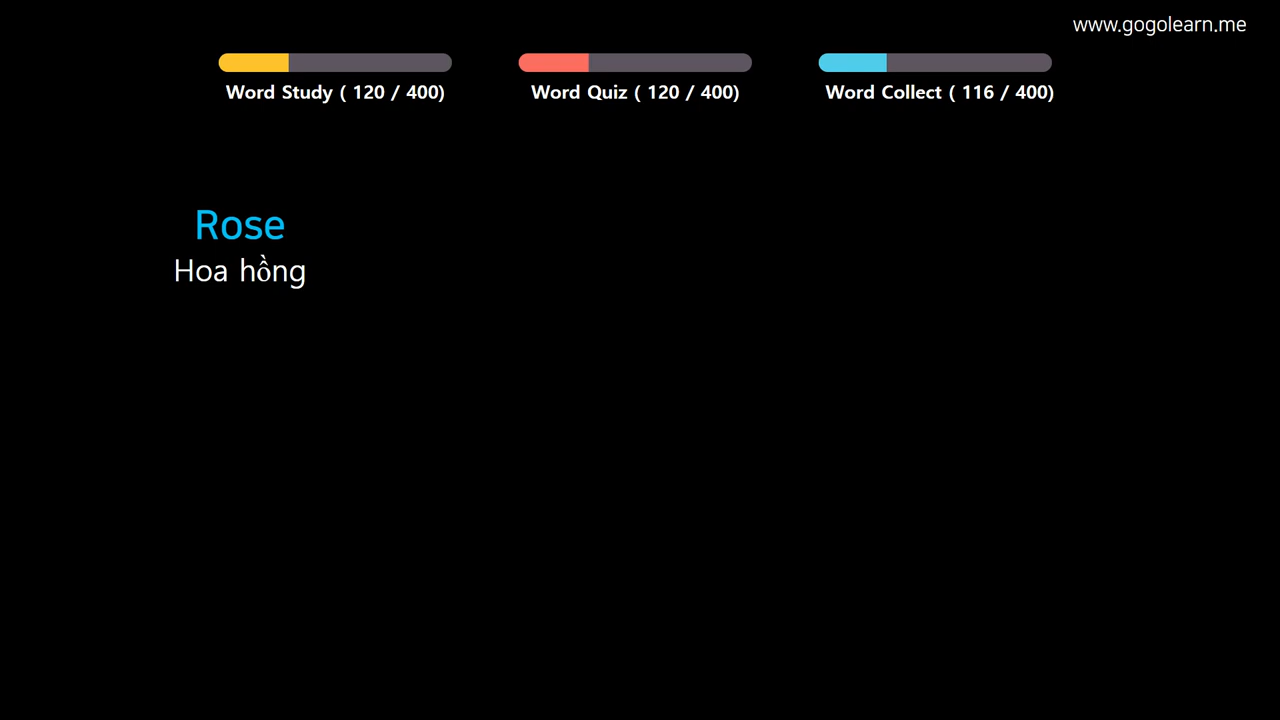 www.gogolearn.me
Word Study ( 120 / 400)
Word Quiz ( 120 / 400)
Word Collect ( 116 / 400)
Rose
Hoa hồng